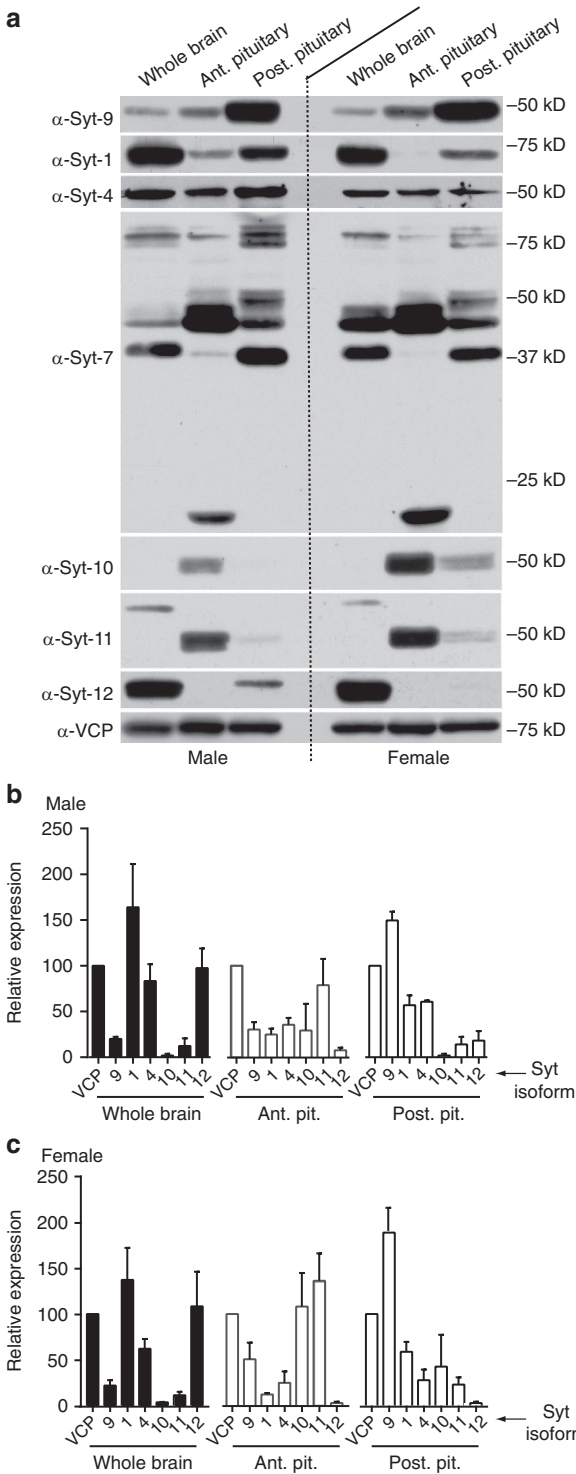 a
Whole brain
Ant. pituitary
Post. pituitary
Whole brain
Ant. pituitary
Post. pituitary
α-Syt-9
–50 kD
α-Syt-1
–75 kD
α-Syt-4
–50 kD
α-Syt-7
–75 kD
–50 kD
–37 kD
–25 kD
α-Syt-10
–50 kD
α-Syt-11
–50 kD
α-Syt-12
–50 kD
α-VCP
–75 kD
Male
Female
b
Male
Relative expression
250
200
150
100
50
0
VCP 9 1 4 10 11 12
VCP 9 1 4 10 11 12
VCP 9 1 4 10 11 12
Syt isoform
Whole brain
Ant. pit.
Post. pit.
c
Female
Relative expression
250
200
150
100
50
0
VCP 9 1 4 10 11 12
VCP 9 1 4 10 11 12
VCP 9 1 4 10 11 12
Syt isoform
Whole brain
Ant. pit.
Post. pit.